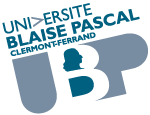 UNIVERSITE
BLAISE PASCAL
CLERMONT-FERRAND
UBP